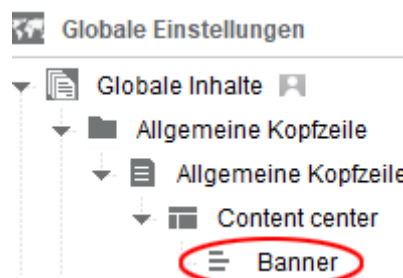 Globale Einstellungen
Globale Inhalte
Allgemeine Kopfzeile
Allgemeine Kopfzeile
Content center
Banner